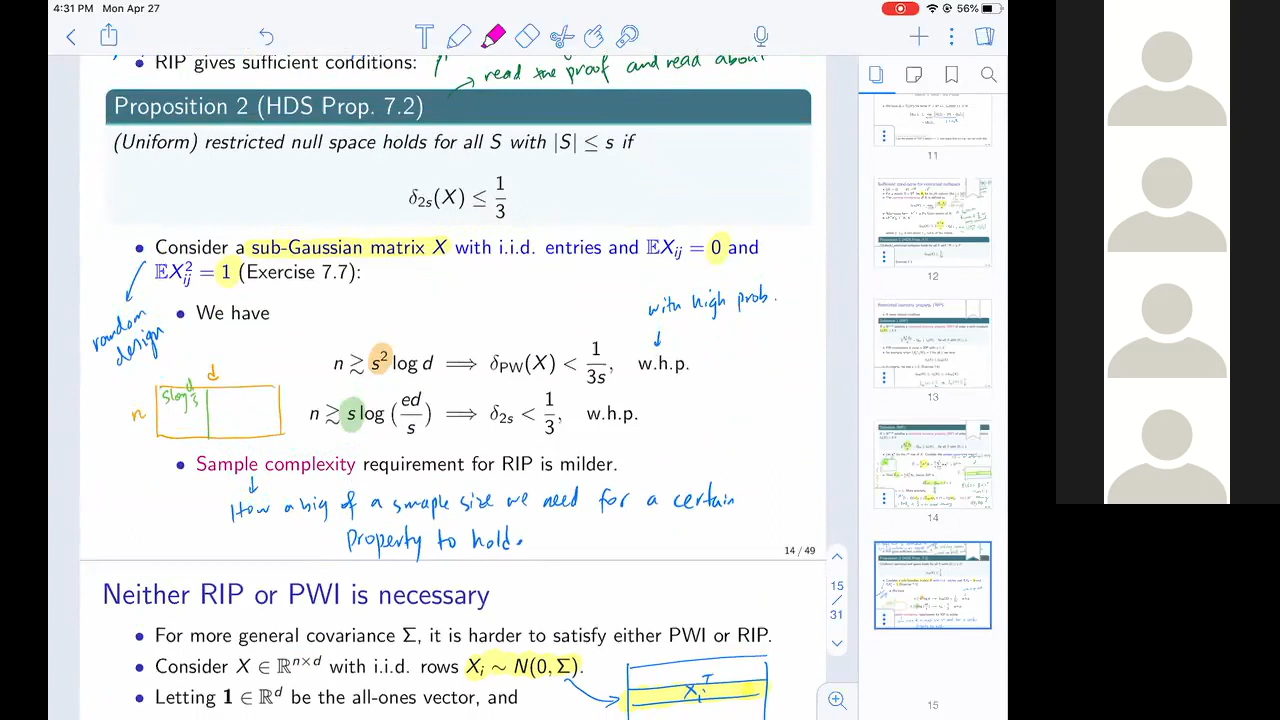 4:31 PM Mon Apr 27
56%
• RIP gives sufficient conditions:
read the proof and read about
Proposition 2 (HDS Prop. 7.2)
(Uniform) restricted null space holds for all S with |S| ≤ s if
δ₂ₛ(X) ≤ 1/3
• Consider sub-Gaussian matrix X with i.i.d. entries and 𝔼Xᵢⱼ = 0 and
𝔼Xᵢⱼ² = 1 (Exercise 7.7):
random
design
• We have
with high prob.
n ≳ s² log d ⟹ δ_PW(X) < 1/(3s), w.h.p.
d
n
s log d/s
n ≳ s log (ed/s) ⟹ δ₂ₛ < 1/3, w.h.p.
• Sample complexity requirement for RIP is milder.
How a big of a smaple size we need for a certain
Property to hold.
14 / 49
Neither RIP or PWI is necessary
• For more general covariance Σ, it is harder to satisfy either PWI or RIP.
• Consider X ∈ ℝⁿˣᵈ with i.i.d. rows Xᵢ ∼ N(0, Σ).
Xᵢᵀ
• Letting 𝟏 ∈ ℝᵈ be the all-ones vector, and
11
12
13
14
15
15
31